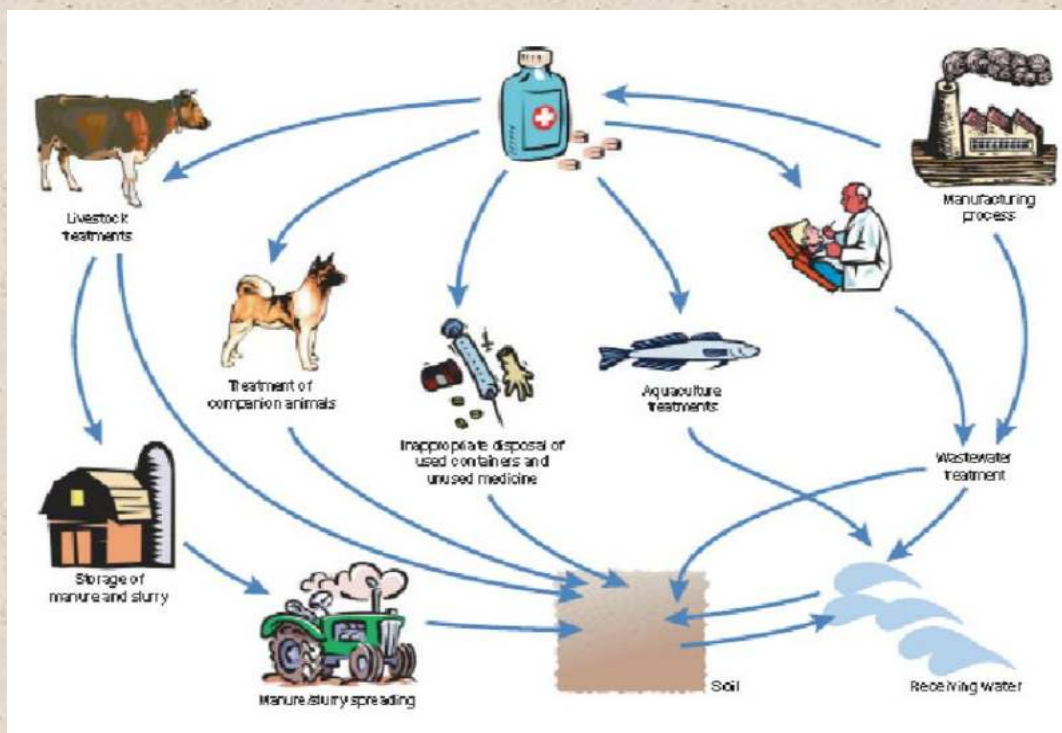 Manufacturing
process
Livestock
treatments
Treatment of
companion animals
Aquaculture
treatments
Inappropriate disposal of
used containers and
unused medicine
Wastewater
treatment
Storage of
manure and slurry
Manure/slurry spreading
Soil
Receiving water